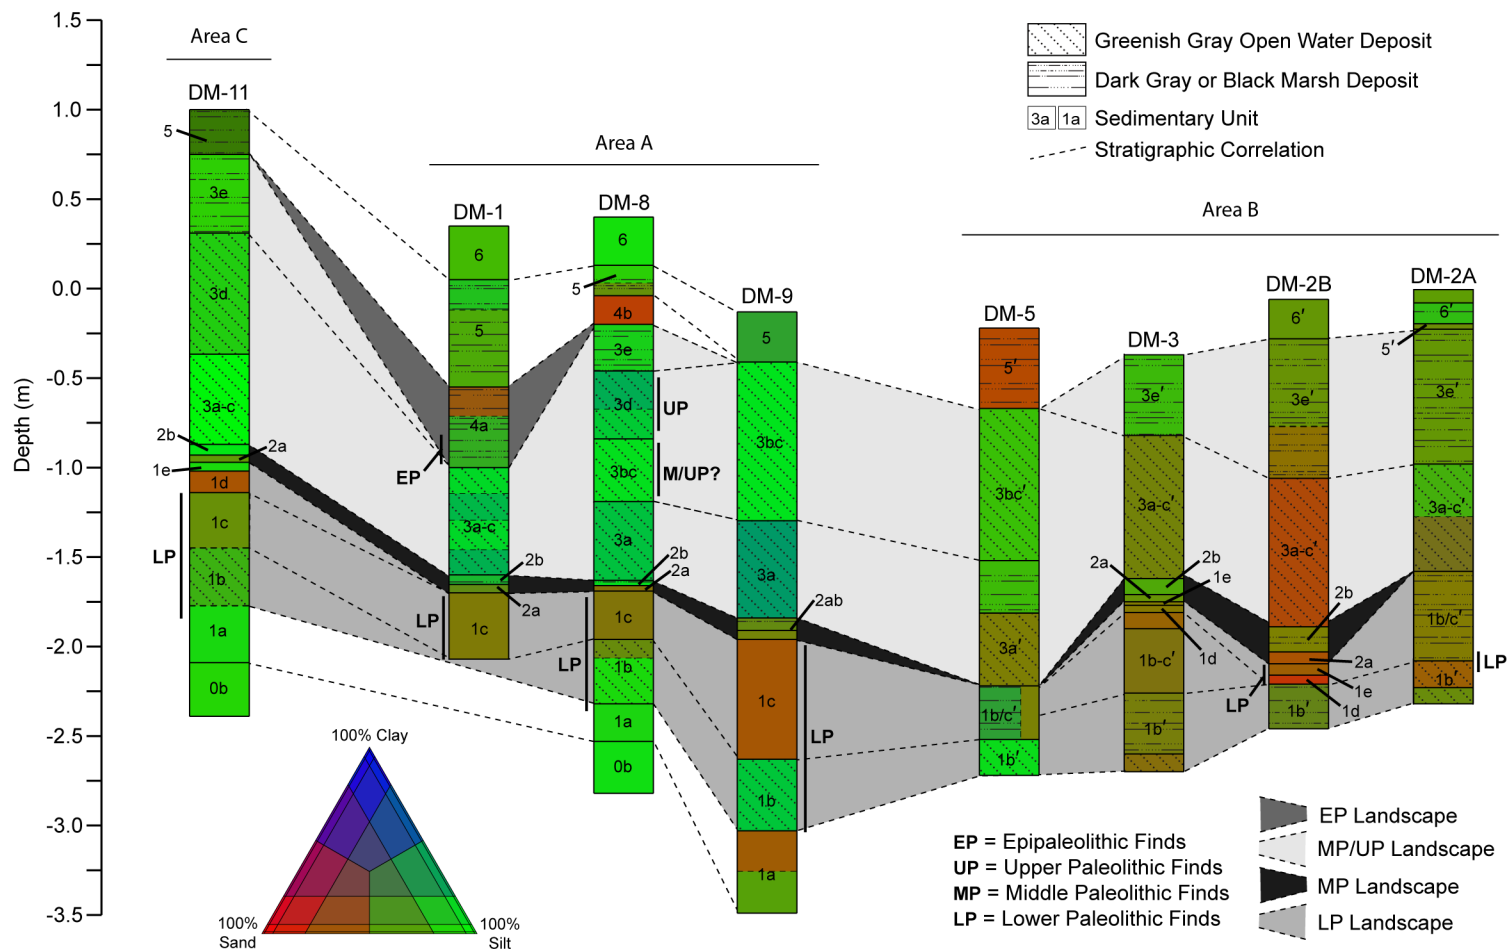 1.5
1.0
0.5
0.0
-0.5
-1.0
-1.5
-2.0
-2.5
-3.0
-3.5
Depth (m)
Area C
DM-11
5
3e
3d
3a-c
2b
2a
1e
1d
1c
LP
1b
1a
0b
Area A
DM-1
6
5
4a
EP
3a-c
2b
2a
LP
1c
DM-8
6
5
4b
3e
3d
UP
3bc
M/UP?
3a
2b
2a
1c
LP
1b
1a
0b
DM-9
5
3bc
3a
2ab
1c
LP
1b
1a
Area B
DM-5
5′
3bc′
3a′
1b/c′
1b′
DM-3
3e′
3a-c′
2a
2b
1e
1d
1b-c′
1b′
DM-2B
6′
3e′
3a-c′
2b
2a
1e
1d
LP
1b′
DM-2A
6′
5′
3e′
3a-c′
1b/c′
LP
1b′
Greenish Gray Open Water Deposit
Dark Gray or Black Marsh Deposit
3a 1a Sedimentary Unit
Stratigraphic Correlation
100% Clay
100%
Sand
100%
Silt
EP = Epipaleolithic Finds
UP = Upper Paleolithic Finds
MP = Middle Paleolithic Finds
LP = Lower Paleolithic Finds
EP Landscape
MP/UP Landscape
MP Landscape
LP Landscape